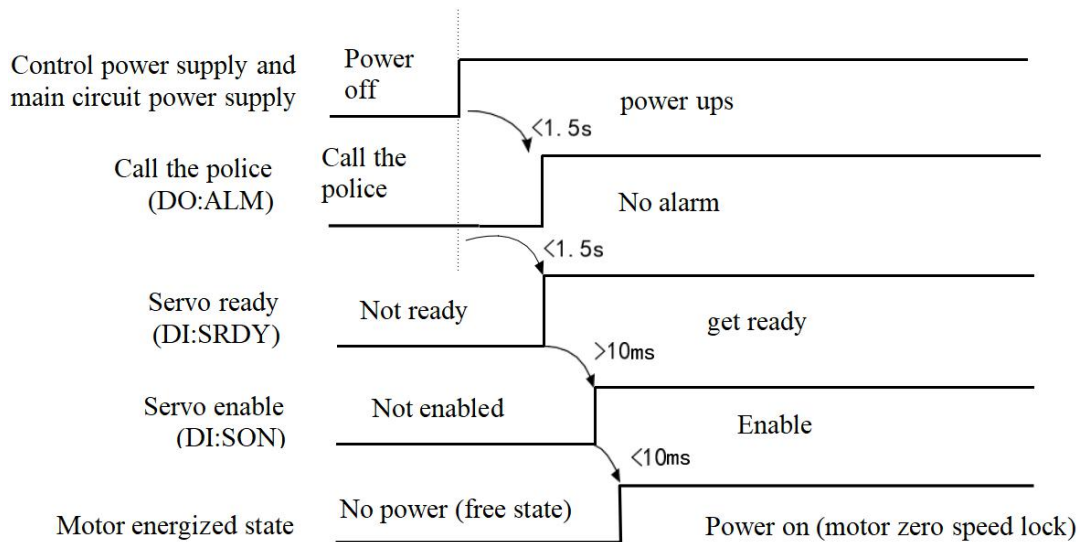 Control power supply and
main circuit power supply
Power
off
power ups
<1.5s
Call the police
(DO:ALM)
Call the
police
No alarm
<1.5s
Servo ready
(DI:SRDY)
Not ready
get ready
>10ms
Servo enable
(DI:SON)
Not enabled
Enable
<10ms
Motor energized state
No power (free state)
Power on (motor zero speed lock)